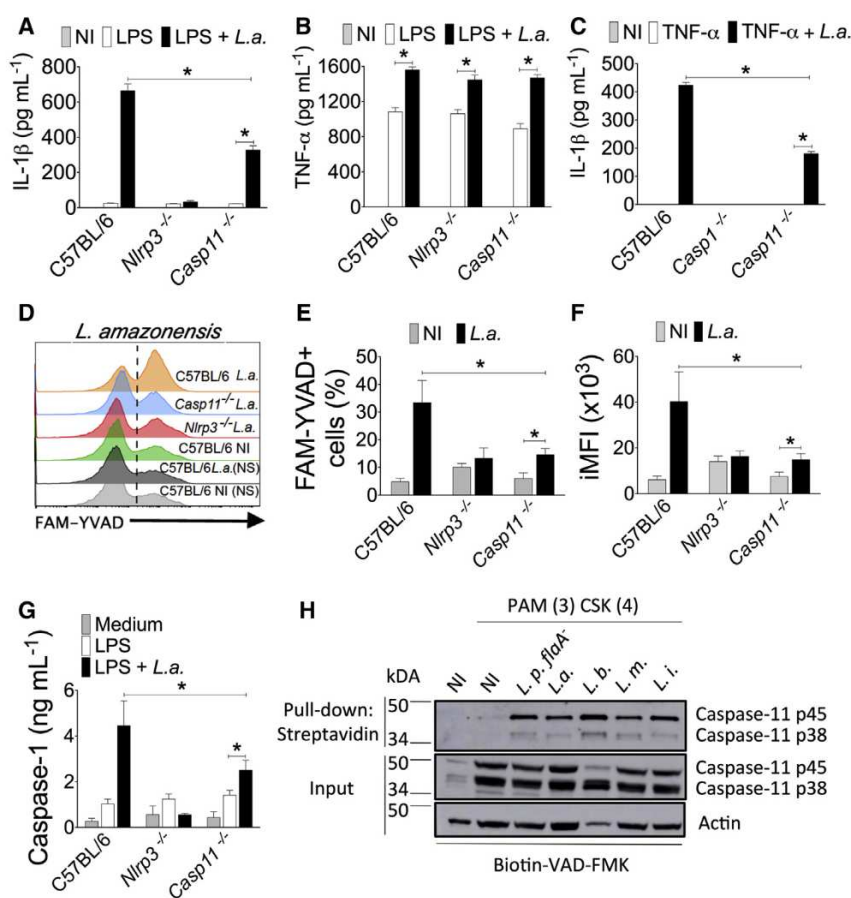 A
NI LPS LPS + L.a.
IL-1β (pg mL-1)
800
600
400
200
0
*
*
C57BL/6
Nlrp3 -/-
Casp11 -/-
B
NI LPS LPS + L.a.
TNF-α (pg mL-1)
1600
1200
800
400
0
*
*
*
C57BL/6
Nlrp3 -/-
Casp11 -/-
C
NI TNF-α TNF-α + L.a.
IL-1β (pg mL-1)
500
400
300
200
100
0
*
*
C57BL/6
Casp1 -/-
Casp11 -/-
D
L. amazonensis
C57BL/6 L.a.
Casp11-/- L.a.
Nlrp3-/- L.a.
C57BL/6 NI
C57BL/6 L.a.(NS)
C57BL/6 NI (NS)
FAM-YVAD
E
NI L.a.
FAM-YVAD+
cells (%)
50
40
30
20
10
0
*
*
C57BL/6
Nlrp3 -/-
Casp11 -/-
F
NI L.a.
iMFI (x103)
60
40
20
0
*
*
C57BL/6
Nlrp3 -/-
Casp11 -/-
G
Medium
LPS
LPS + L.a.
Caspase-1 (ng mL-1)
6
4
2
0
*
*
C57BL/6
Nlrp3 -/-
Casp11 -/-
H
PAM (3) CSK (4)
kDA
NI
NI
L. p. flaA-
L.a.
L. b.
L. m.
L. i.
Pull-down:
Streptavidin
50
34
Caspase-11 p45
Caspase-11 p38
Input
50
34
Caspase-11 p45
Caspase-11 p38
50
Actin
Biotin-VAD-FMK